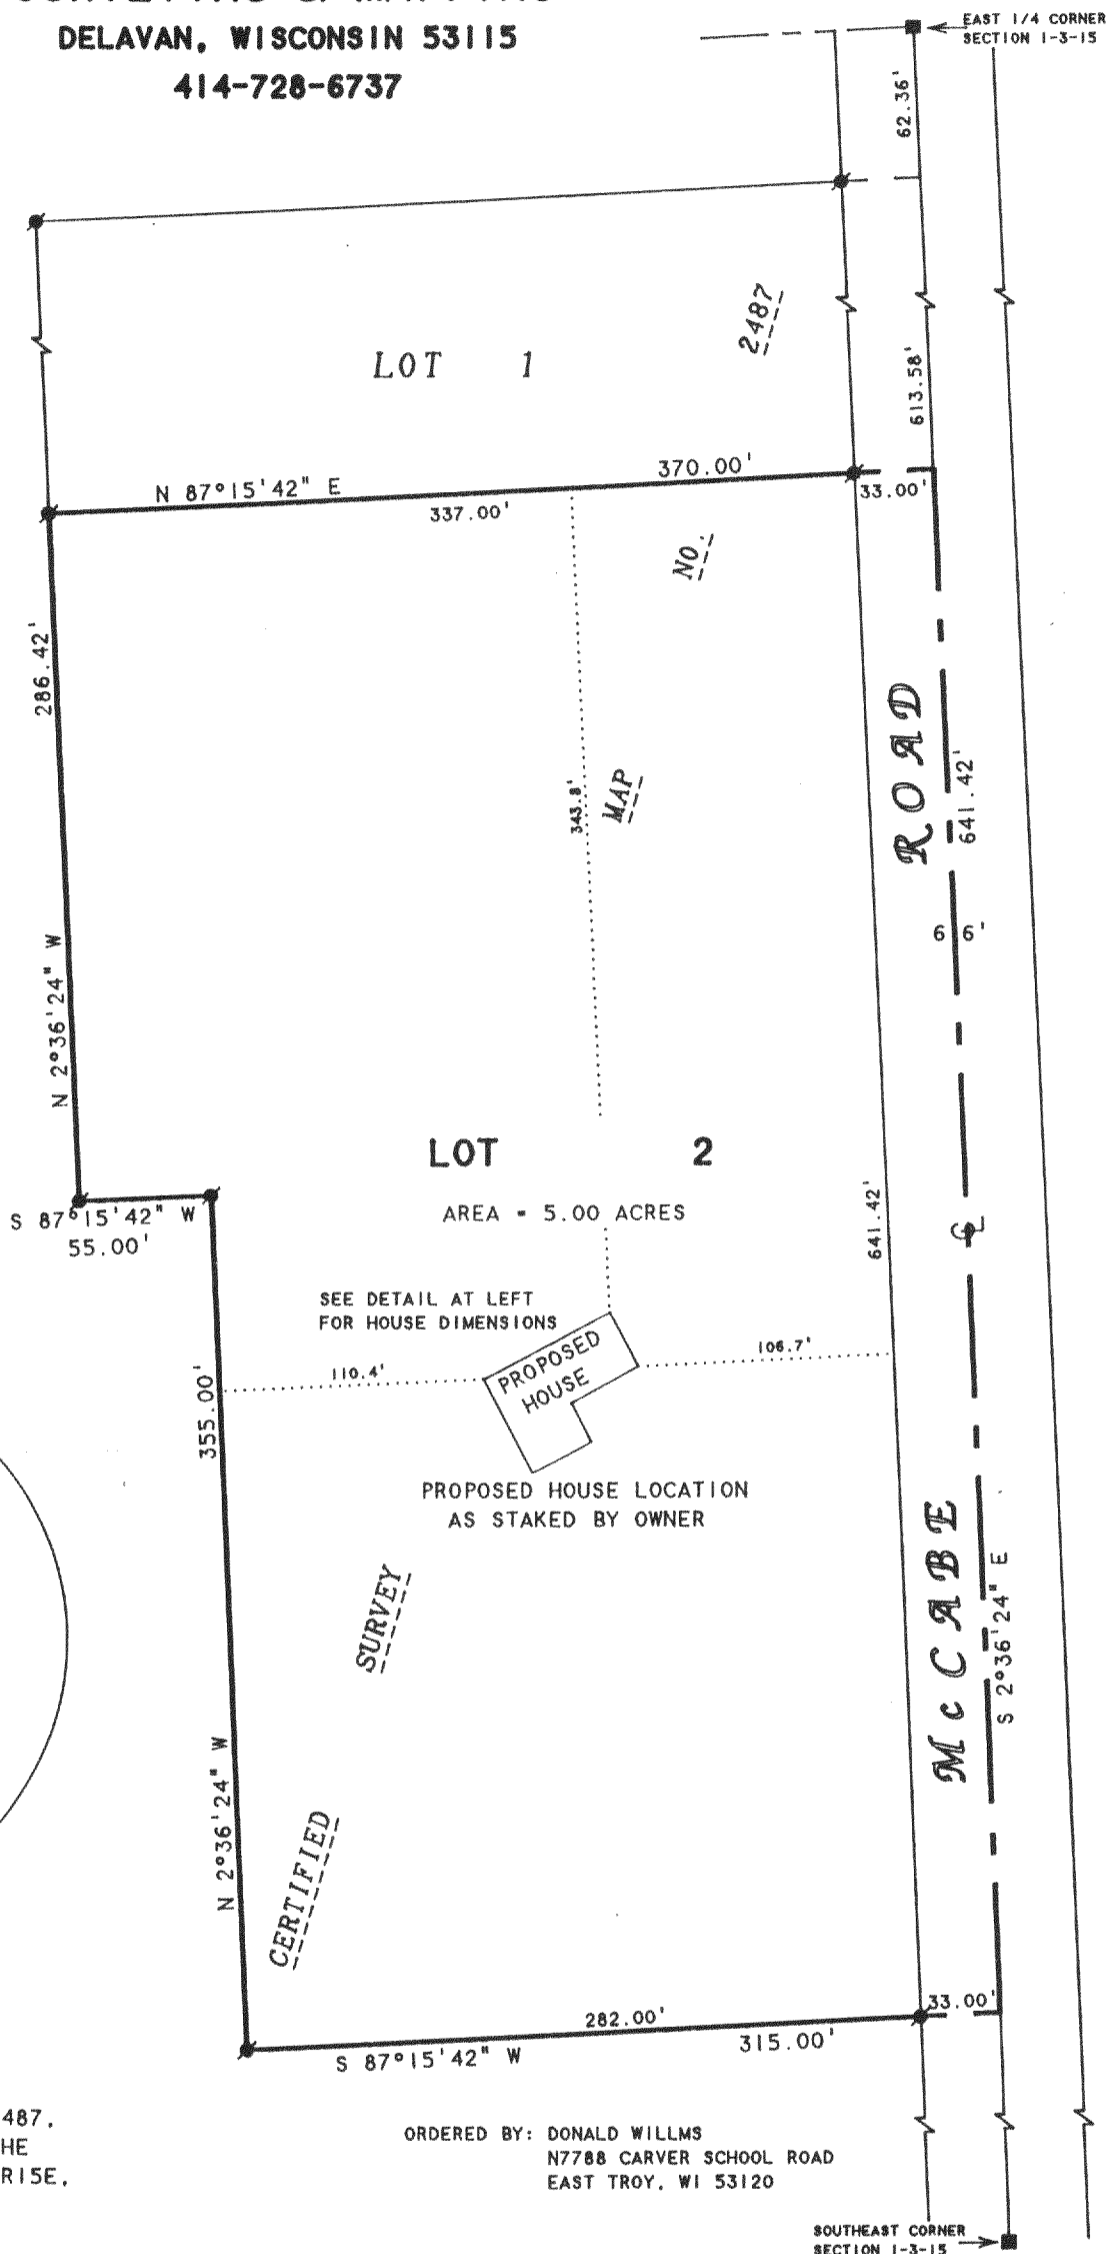 DELAVAN, WISCONSIN 53115
414-728-6737
EAST 1/4 CORNER
SECTION 1-3-15
62.36'
2487
LOT 1
613.58'
N 87°15'42" E
370.00'
337.00'
33.00'
NO.
286.42'
343.8'
MAP
ROAD
641.42'
66'
N 2°36'24" W
LOT 2
AREA = 5.00 ACRES
S 87°15'42" W
55.00'
641.42'
SEE DETAIL AT LEFT
FOR HOUSE DIMENSIONS
110.4'
PROPOSED
HOUSE
106.7'
355.00'
PROPOSED HOUSE LOCATION
AS STAKED BY OWNER
SURVEY
McCABE
S 2°36'24" E
N 2°36'24" W
CERTIFIED
33.00'
282.00'
315.00'
S 87°15'42" W
487.
HE
RISE,
ORDERED BY: DONALD WILLMS
N7788 CARVER SCHOOL ROAD
EAST TROY, WI 53120
SOUTHEAST CORNER
SECTION 1-3-15